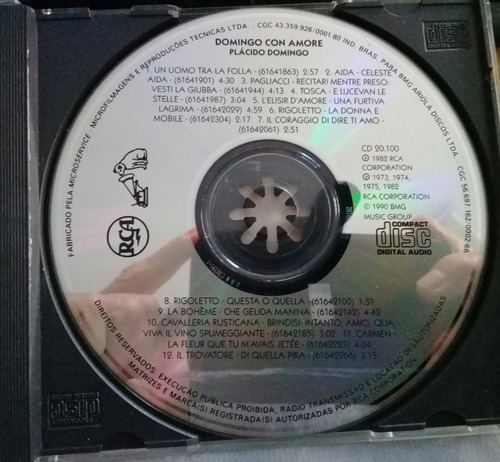 DOMINGO CON AMORE
PLÁCIDO DOMINGO
1. UN UOMO TRA LA FOLLA - (61641863) 2:57 2. AIDA - CELESTE
AIDA - (61641901) 4:30 3. PAGLIACCI - RECITAR! MENTRE PRESO:
VESTI LA GIUBBA - (61641944) 4:13 4. TOSCA - E LUCEVAN LE
STELLE - (61641987) 3:04 5. L'ELISIR D'AMORE - UNA FURTIVA
LAGRIMA - (61642029) 4:59 6. RIGOLETTO - LA DONNA E
MOBILE - (61642304) 2:17 7. IL CORAGGIO DI DIRE TI AMO -
(61642061) 2:51
CD 20.100
℗ 1982 RCA
CORPORATION
℗ 1973, 1974,
1975, 1982
RCA CORPORATION
© 1990 BMG
MUSIC GROUP
COMPACT
disc
DIGITAL AUDIO
RCA
8. RIGOLETTO - QUESTA O QUELLA - (61642100) 1:51
9. LA BOHÈME - CHE GELIDA MANINA - (61642142) 4:42
10. CAVALLERIA RUSTICANA - BRINDISI: INTANTO, AMICI, QUA,
VIVA IL VINO SPUMEGGIANTE - (61642185) 3:02 11. CARMEN -
LA FLEUR QUE TU M'AVAIS JETÉE - (61642223) 4:04
12. IL TROVATORE - DI QUELLA PIRA - (61642266) 3:15
FABRICADO PELA MICROSERVICE - MICROFILMAGENS E REPRODUÇÕES TECNICAS LTDA. - CGC 43.359.926/0001-80 IND. BRAS. PARA BMG ARIOLA DISCOS LTDA. - CGC 56.697.162/0002-66
DIREITOS RESERVADOS. EXECUÇÃO PUBLICA PROIBIDA, RADIO TRANSMISSÃO E LOCAÇÃO DESAUTORIZADAS.
MATRIZES E MARCA(S) REGISTRADA(S) AUTORIZADAS POR RCA CORPORATION.